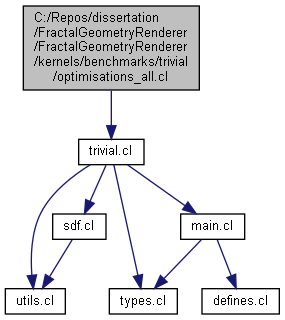 C:/Repos/dissertation
/FractalGeometryRenderer
/FractalGeometryRenderer
/kernels/benchmarks/trivial
/optimisations_all.cl
trivial.cl
sdf.cl
main.cl
utils.cl
types.cl
defines.cl